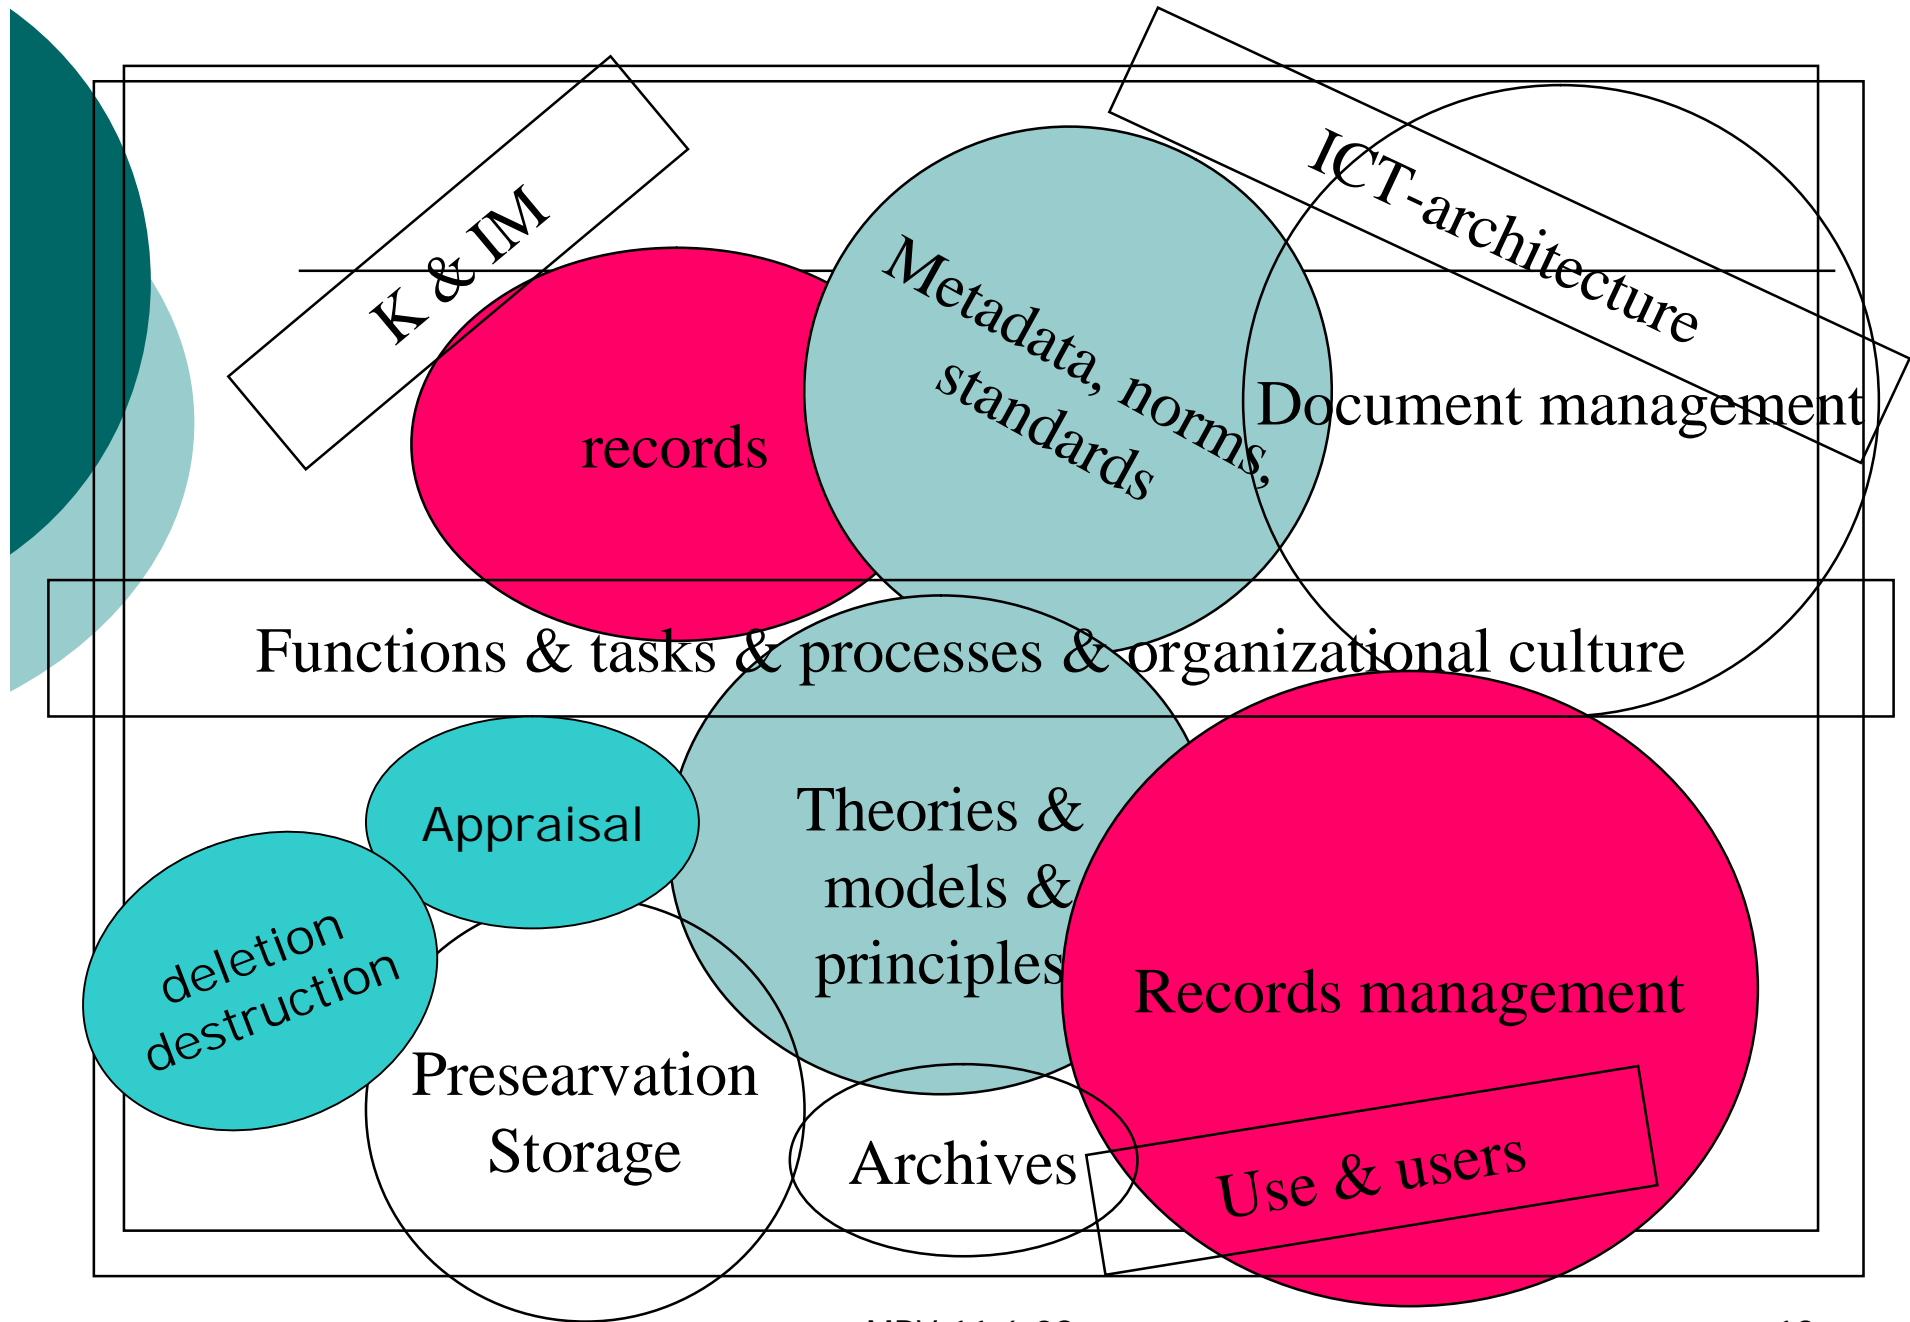 K & IM
ICT-architecture
Metadata, norms,
standards
Document management
records
Functions & tasks & processes & organizational culture
Appraisal
Theories &
models &
principles
deletion
destruction
Records management
Presearvation
Storage
Archives
Use & users